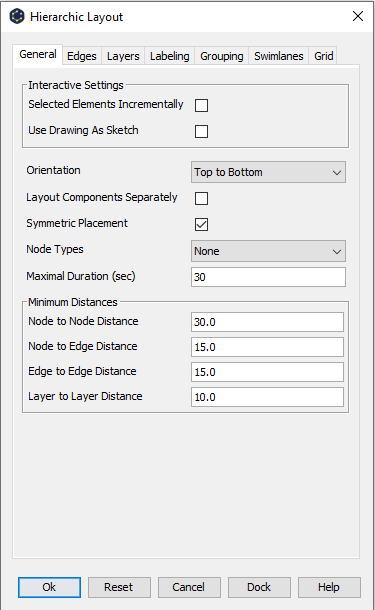 Hierarchic Layout
General Edges Layers Labeling Grouping Swimlanes Grid
Interactive Settings
Selected Elements Incrementally
Use Drawing As Sketch
Orientation Top to Bottom
Layout Components Separately
Symmetric Placement
Node Types None
Maximal Duration (sec) 30
Minimum Distances
Node to Node Distance 30.0
Node to Edge Distance 15.0
Edge to Edge Distance 15.0
Layer to Layer Distance 10.0
Ok Reset Cancel Dock Help